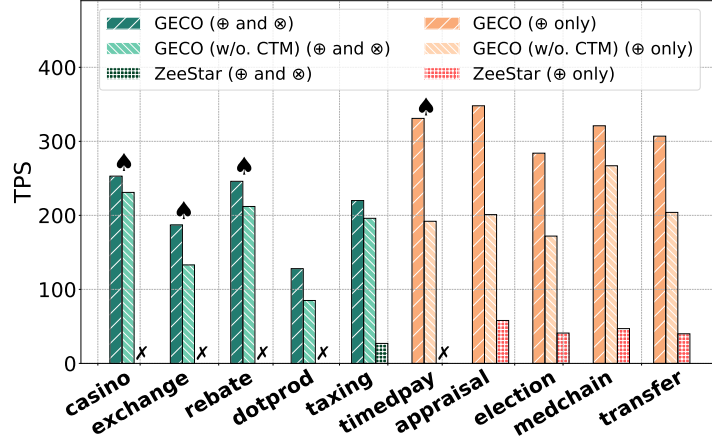 GECO (⊕ and ⊗)
GECO (w/o. CTM) (⊕ and ⊗)
ZeeStar (⊕ and ⊗)
GECO (⊕ only)
GECO (w/o. CTM) (⊕ only)
ZeeStar (⊕ only)
TPS
400
300
200
100
0
♠ ♠ ♠ ♠
✗ ✗ ✗ ✗ ✗
casino
exchange
rebate
dotprod
taxing
timedpay
appraisal
election
medchain
transfer